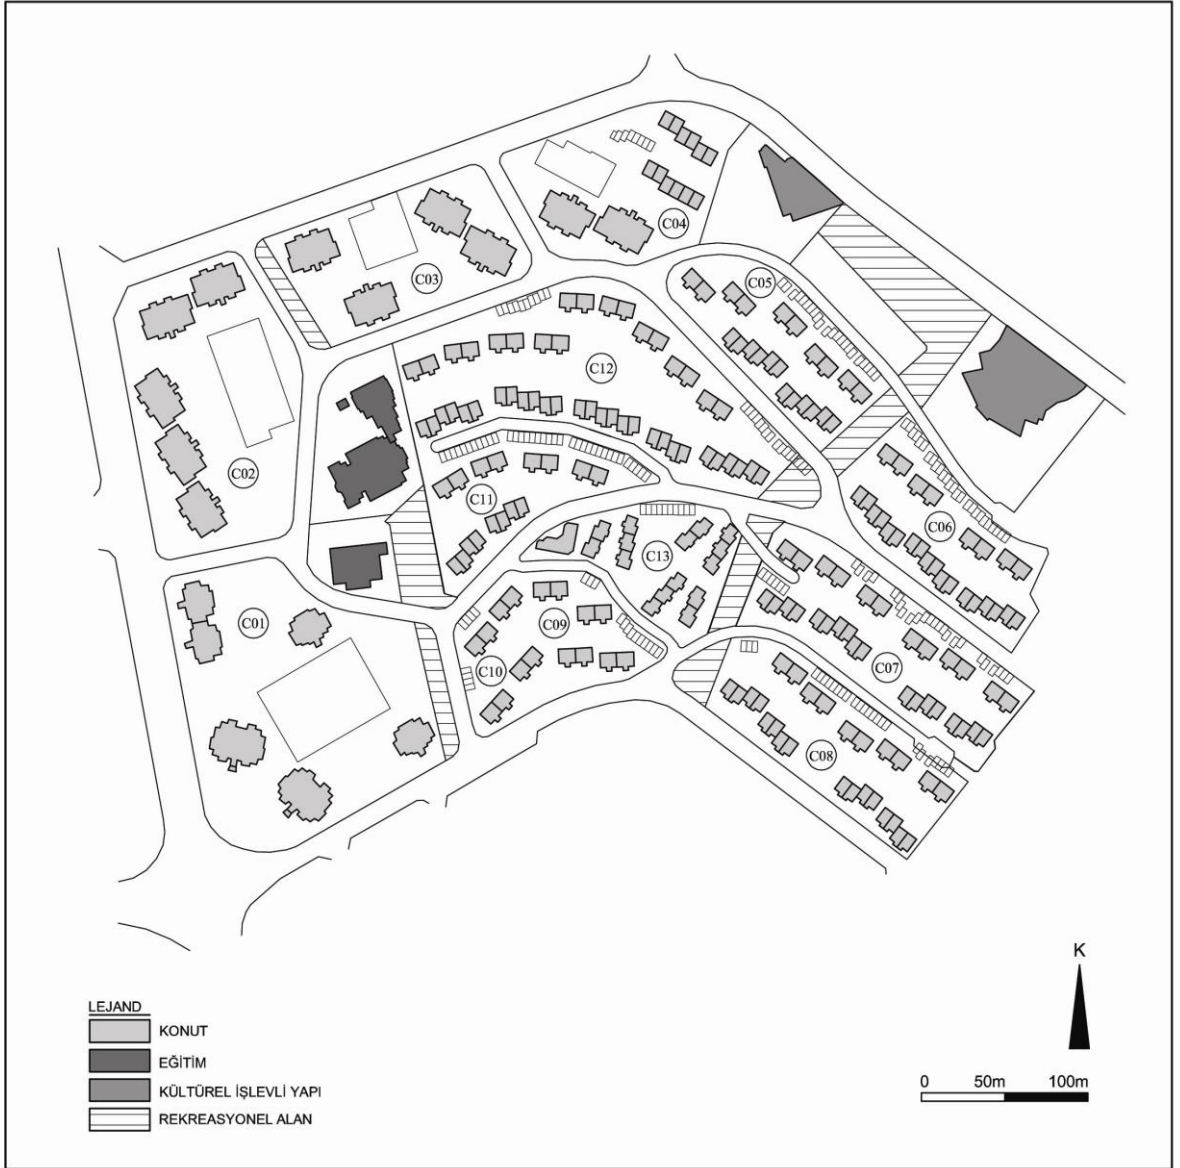 C04
C03
C05
C12
C02
C11
C06
C13
C01
C09
C07
C10
C08
K
LEJAND
KONUT
EĞİTİM
KÜLTÜREL İŞLEVLİ YAPI
REKREASYONEL ALAN
0 50m 100m